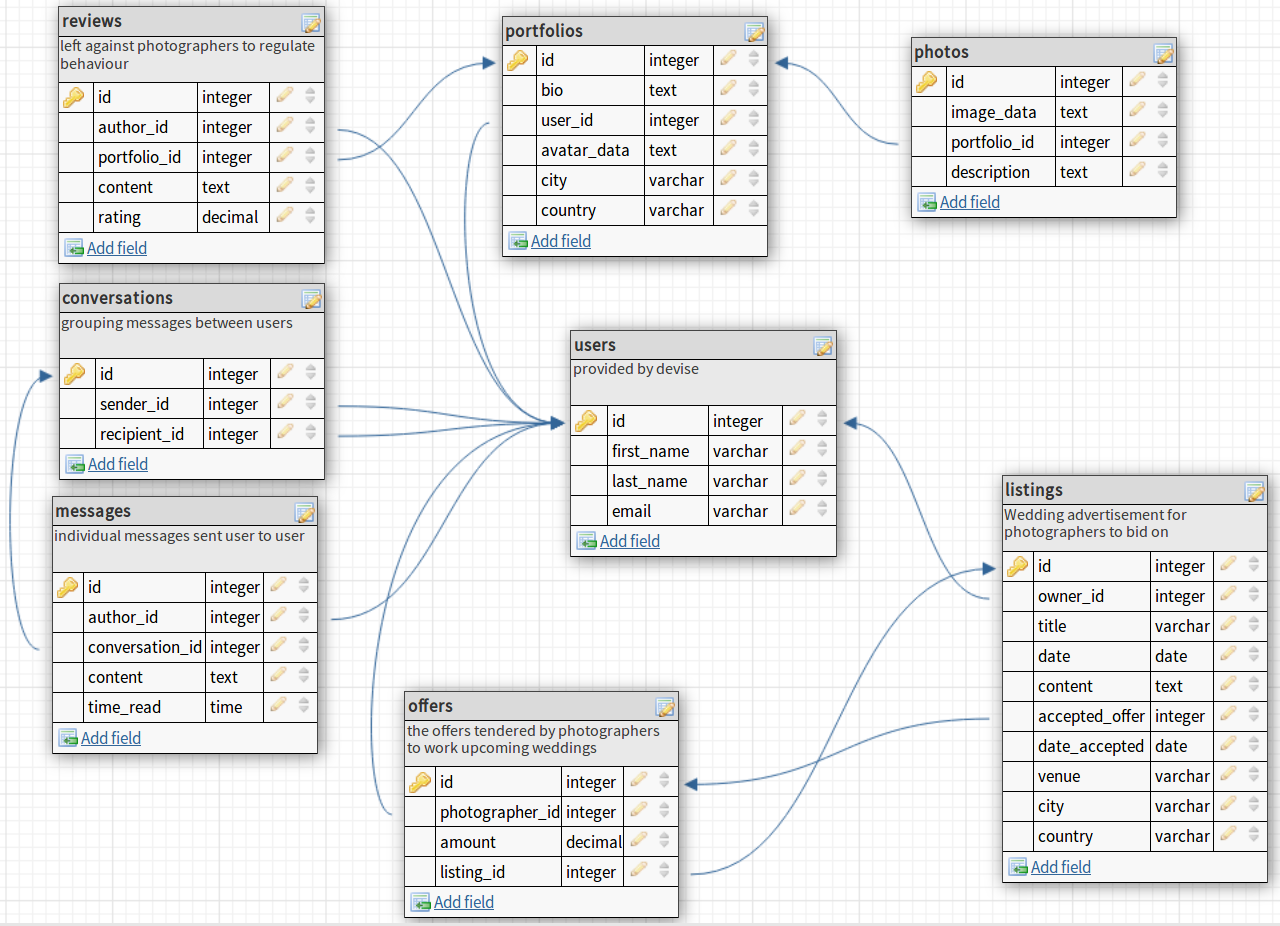 reviews
left against photographers to regulate
behaviour
id integer
author_id integer
portfolio_id integer
content text
rating decimal
Add field
portfolios
id integer
bio text
user_id integer
avatar_data text
city varchar
country varchar
Add field
photos
id integer
image_data text
portfolio_id integer
description text
Add field
conversations
grouping messages between users
id integer
sender_id integer
recipient_id integer
Add field
users
provided by devise
id integer
first_name varchar
last_name varchar
email varchar
Add field
messages
individual messages sent user to user
id integer
author_id integer
conversation_id integer
content text
time_read time
Add field
listings
Wedding advertisement for
photographers to bid on
id integer
owner_id integer
title varchar
date date
content text
accepted_offer integer
date_accepted date
venue varchar
city varchar
country varchar
Add field
offers
the offers tendered by photographers
to work upcoming weddings
id integer
photographer_id integer
amount decimal
listing_id integer
Add field